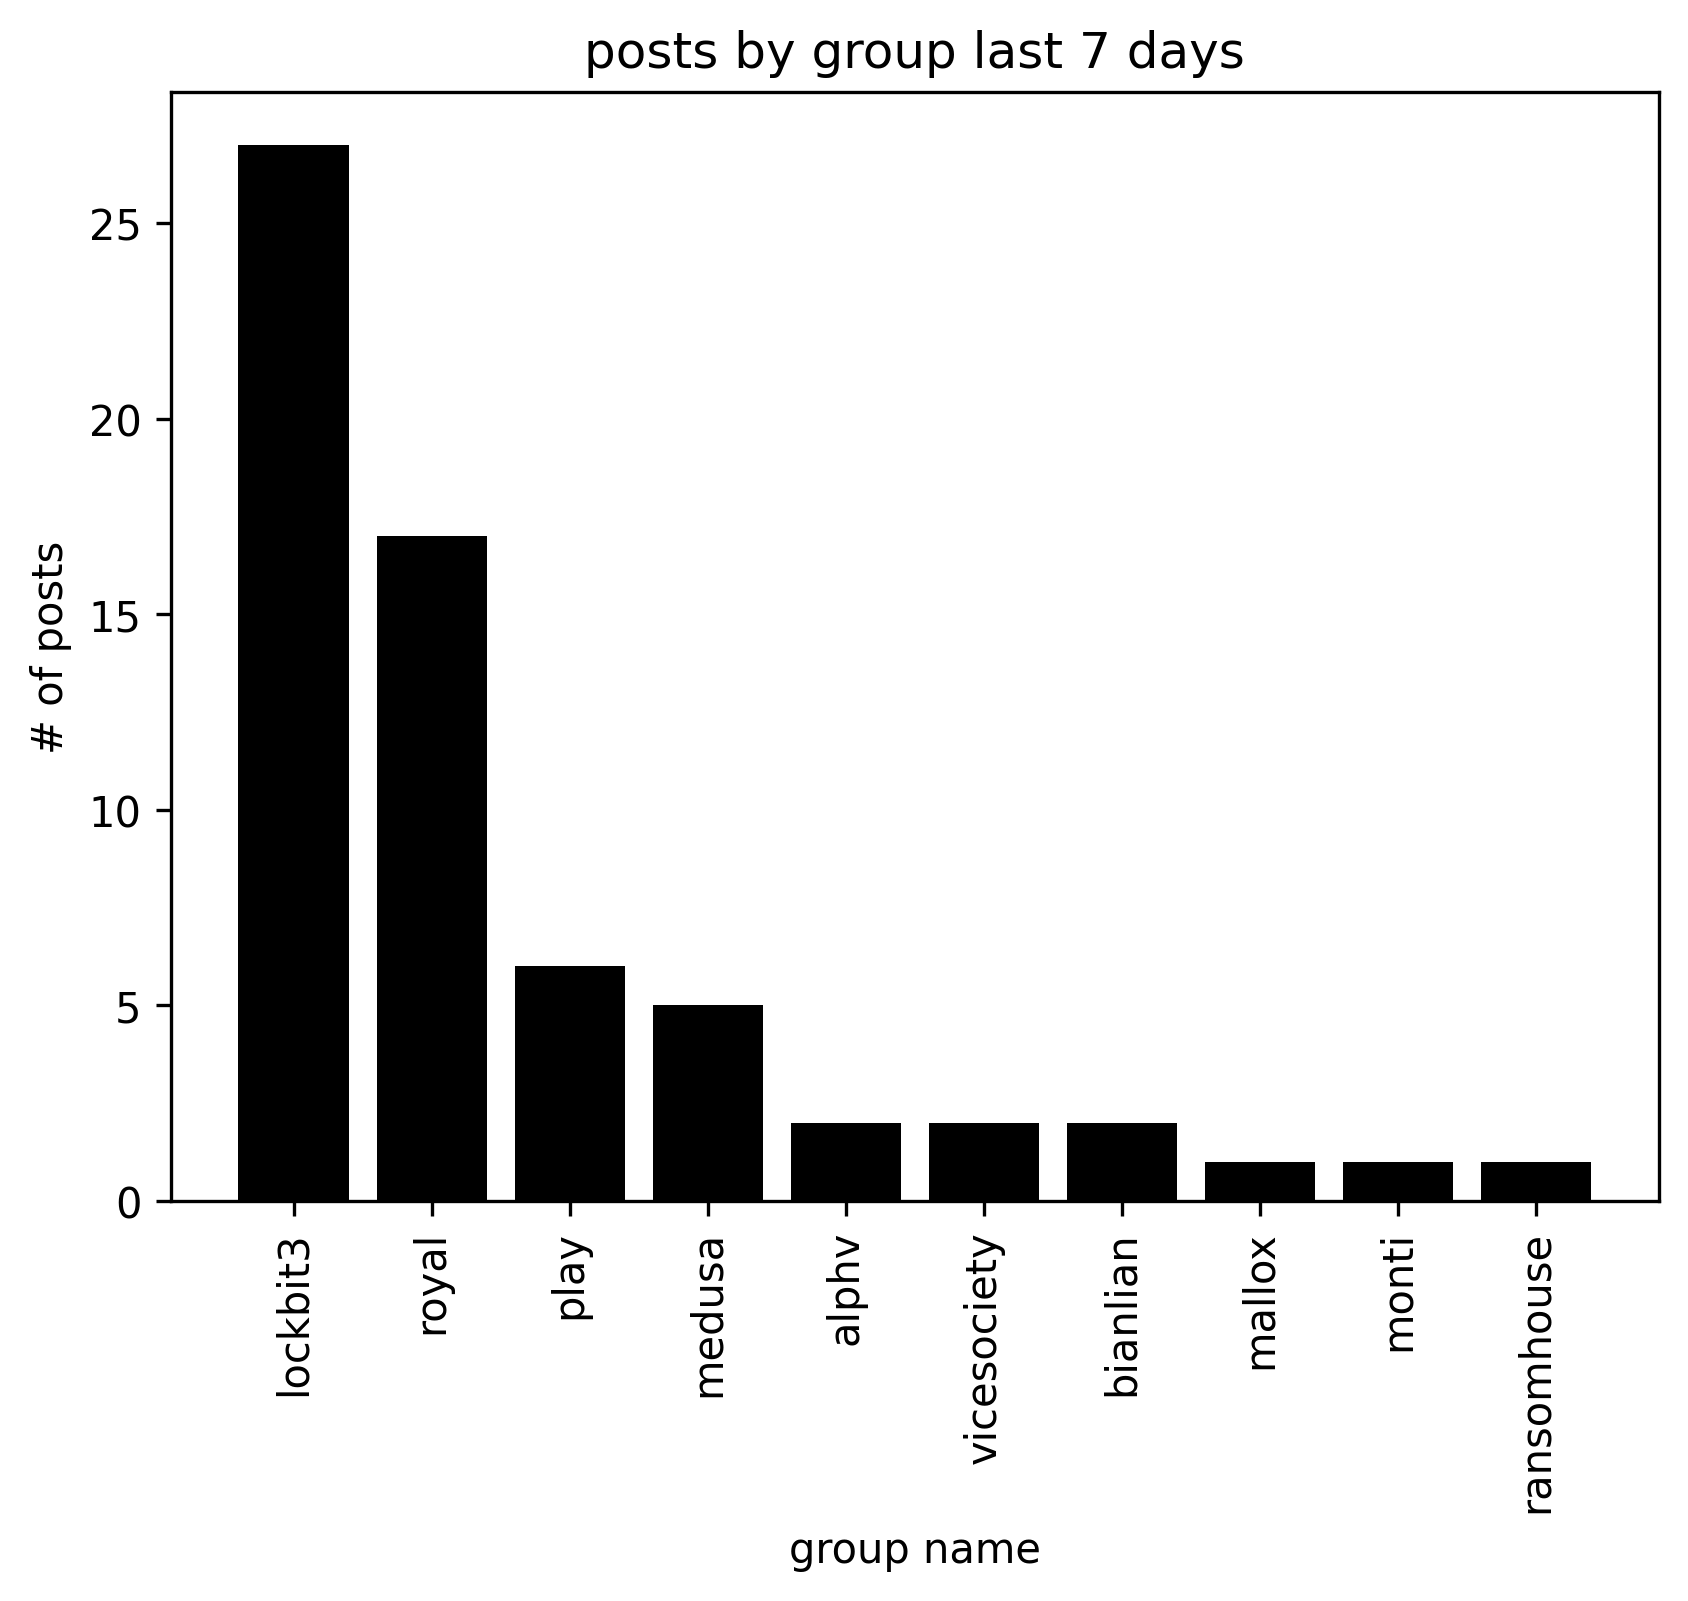 posts by group last 7 days
# of posts
25
20
15
10
5
0
lockbit3
royal
play
medusa
alphv
vicesociety
bianlian
mallox
monti
ransomhouse
group name